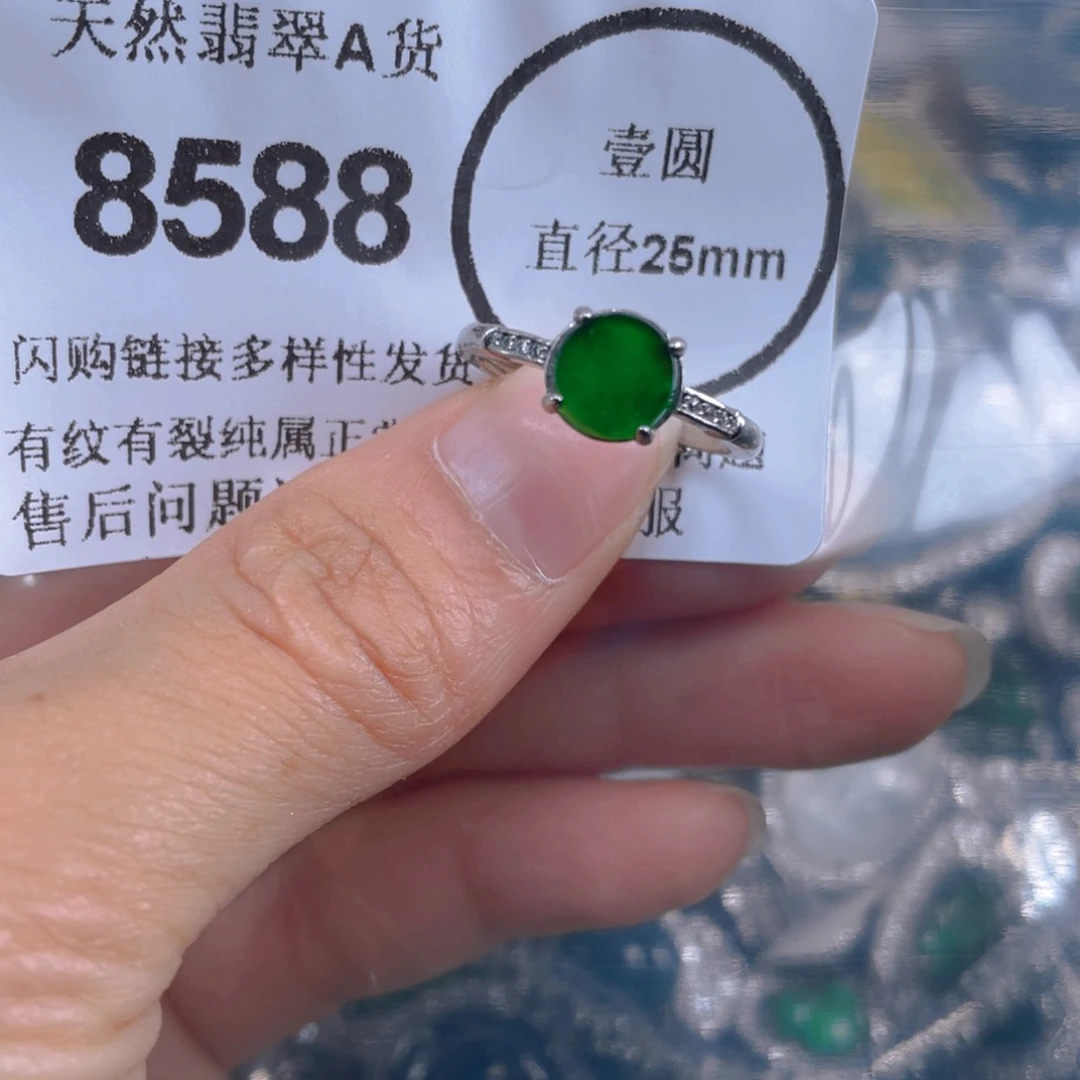 天然翡翠A货
8588
壹圆
直径25mm
闪购链接多样性发货
有纹有裂纯属正
售后问题
服